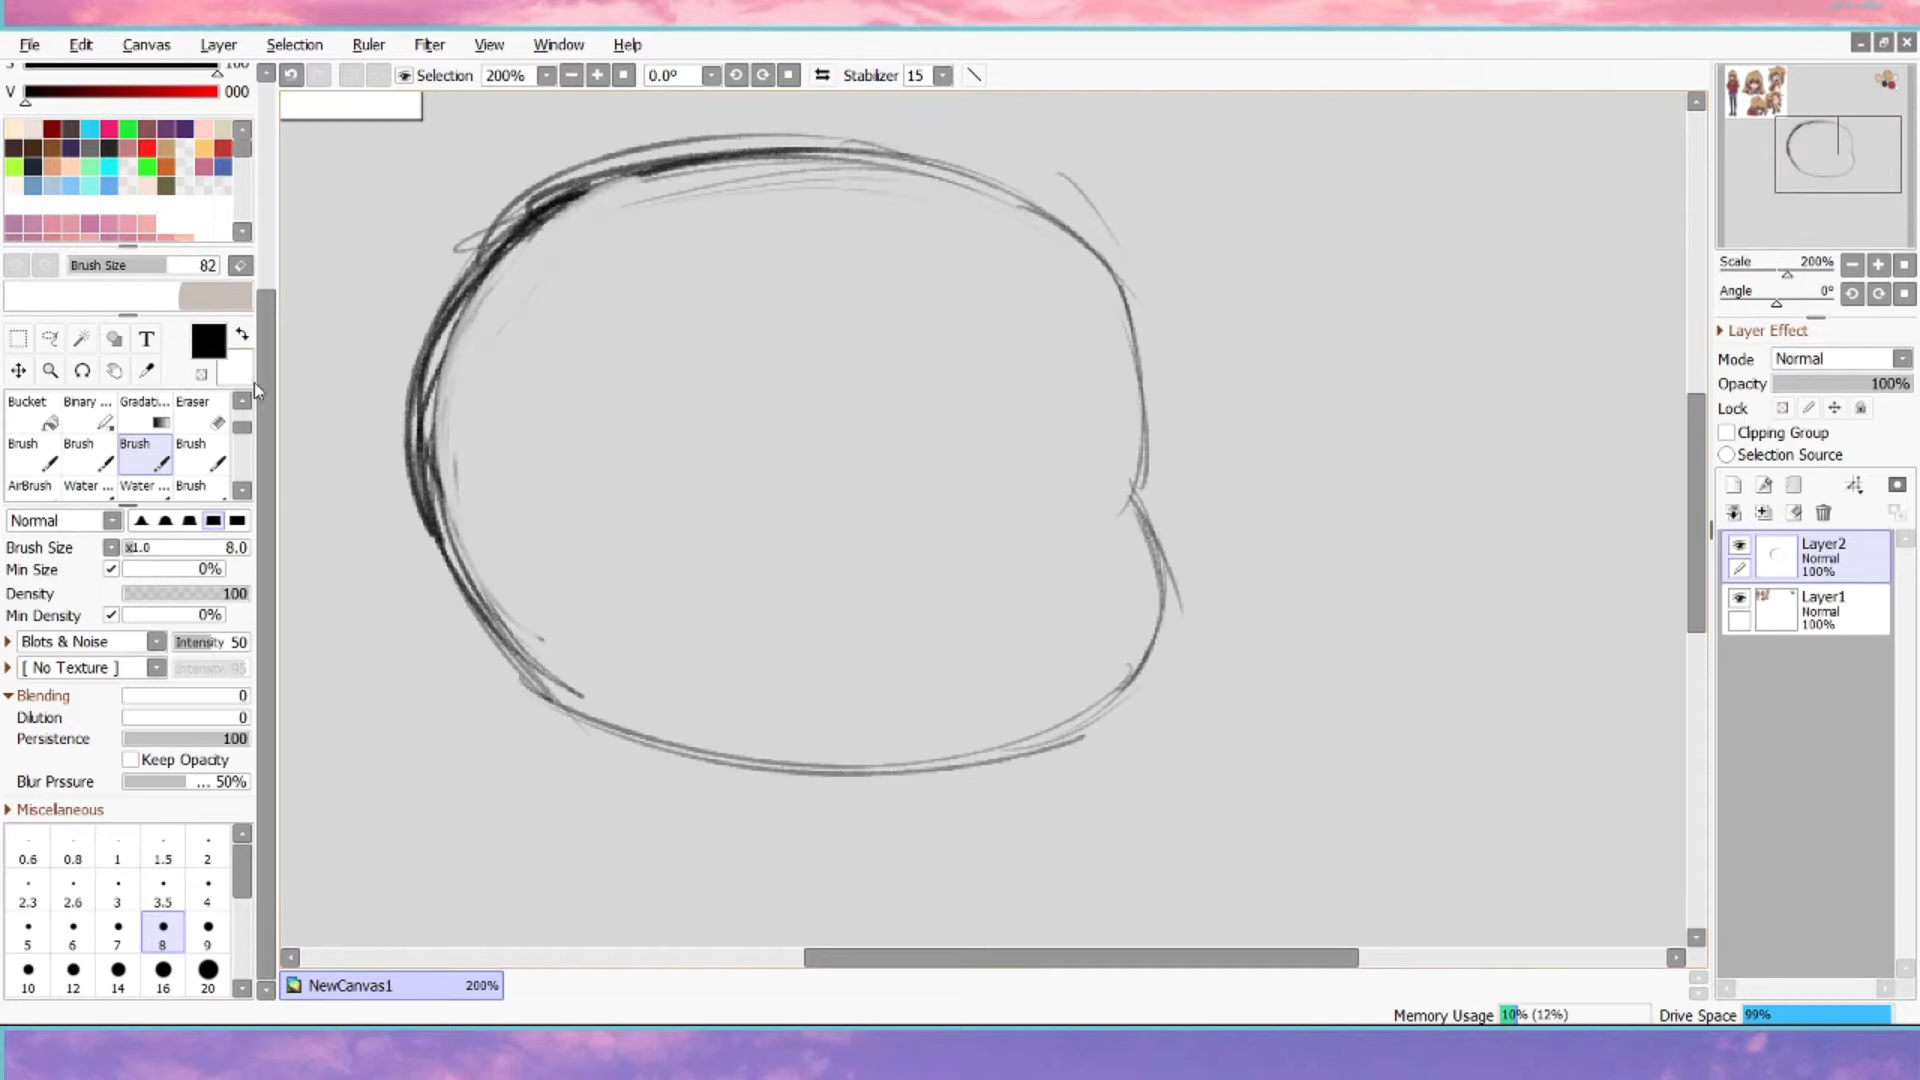 File Edit Canvas Layer Selection Ruler Filter View Window Help
V 000
Selection 200% 0.0º Stabilizer 15
Brush Size 82
T
Bucket Binary ... Gradati... Eraser
Brush Brush Brush Brush
AirBrush Water ... Water ... Brush
Normal
Brush Size x1.0 8.0
Min Size 0%
Density 100
Min Density 0%
Blots & Noise Intensity 50
[ No Texture ] Intensity 95
Blending 0
Dilution 0
Persistence 100
Keep Opacity
Blur Prssure ... 50%
Miscelaneous
0.6 0.8 1 1.5 2
2.3 2.6 3 3.5 4
5 6 7 8 9
10 12 14 16 20
NewCanvas1 200%
Scale 200%
Angle 0º
Layer Effect
Mode Normal
Opacity 100%
Lock
Clipping Group
Selection Source
Layer2
Normal
100%
Layer1
Normal
100%
Memory Usage 10% (12%) Drive Space 99%